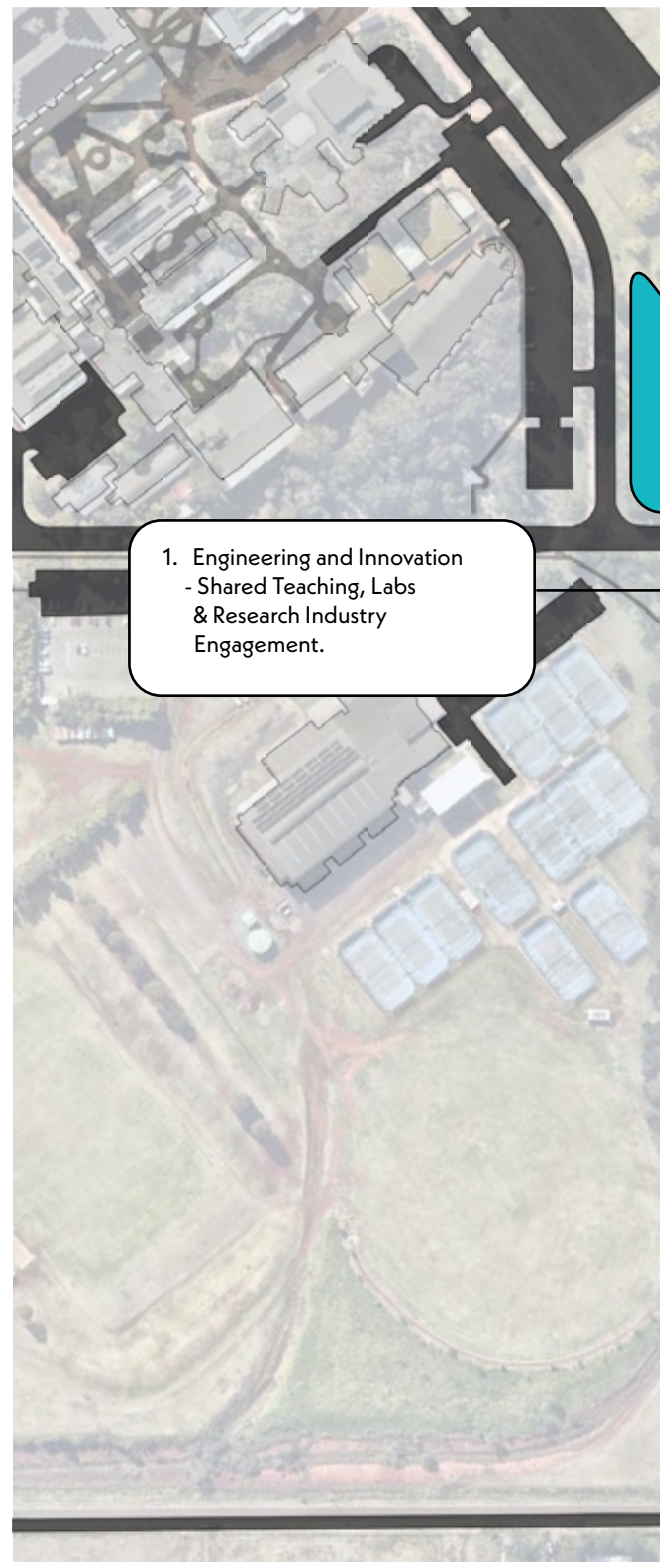 1. Engineering and Innovation
- Shared Teaching, Labs
& Research Industry
Engagement.